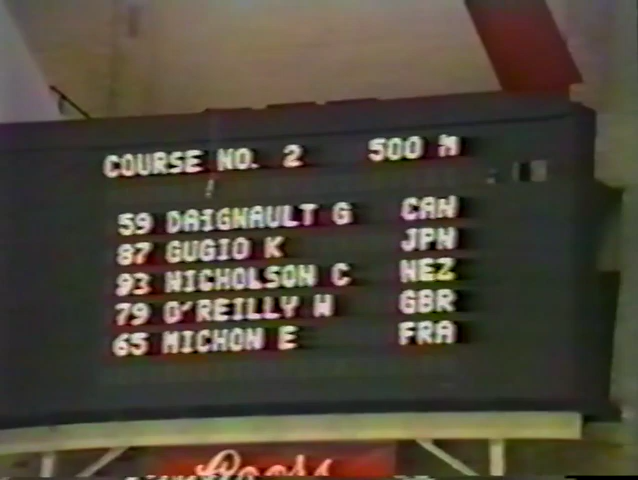 COURSE NO. 2 500 M
59 DAIGNAULT G CAN
87 GUGIO K JPN
93 NICHOLSON C NEZ
79 O'REILLY W GBR
65 MICHON E FRA
Coors